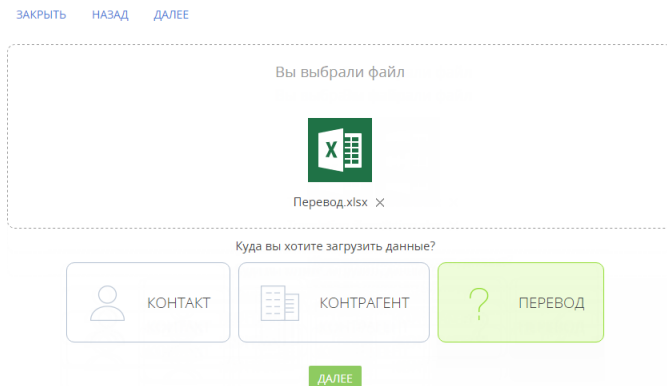 ЗАКРЫТЬ НАЗАД ДАЛЕЕ
Вы выбрали файл
X
Перевод.xlsx ×
Куда вы хотите загрузить данные?
КОНТАКТ КОНТРАГЕНТ ? ПЕРЕВОД
ДАЛЕЕ